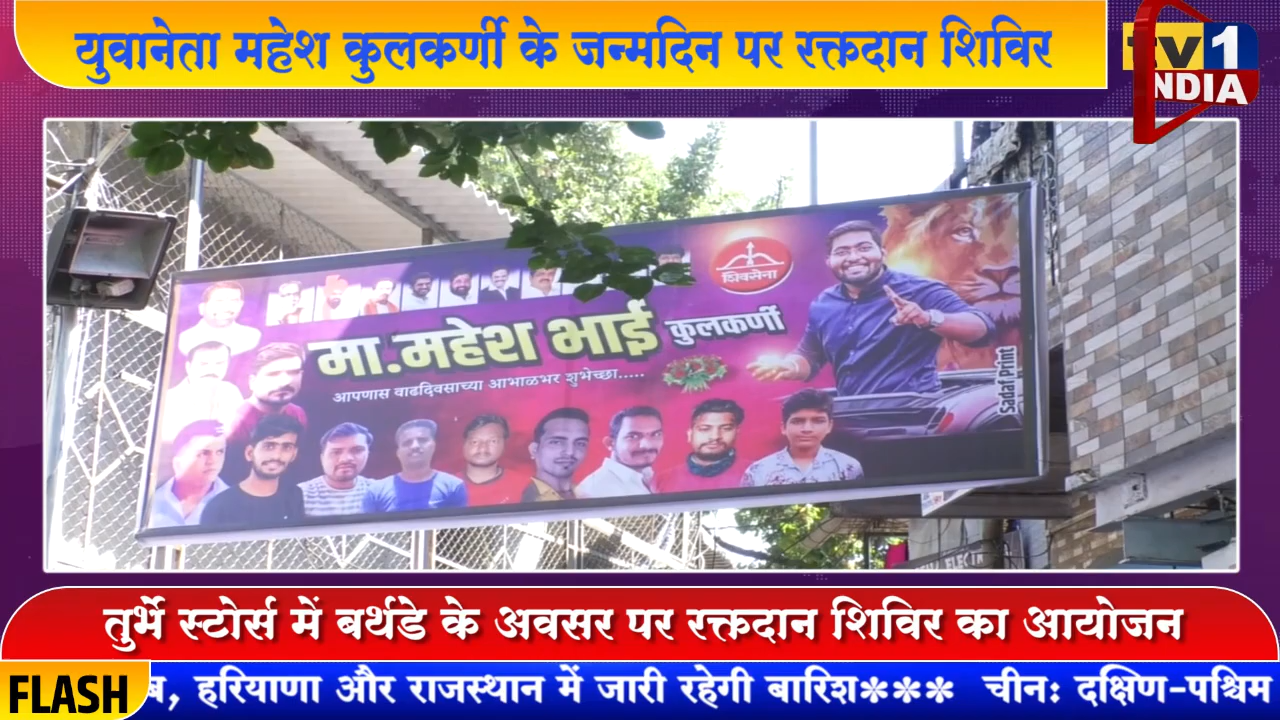 युवानेता महेश कुलकर्णी के जन्मदिन पर रक्तदान शिविर
tv1
INDIA
शिवसेना
मा.महेश भाई कुलकर्णी
आपणास वाढदिवसाच्या आभाळभर शुभेच्छा.....
Sadaf Print
तुर्भे स्टोर्स में बर्थडे के अवसर पर रक्तदान शिविर का आयोजन
FLASH
ब, हरियाणा और राजस्थान में जारी रहेगी बारिश*** चीन: दक्षिण-पश्चिम